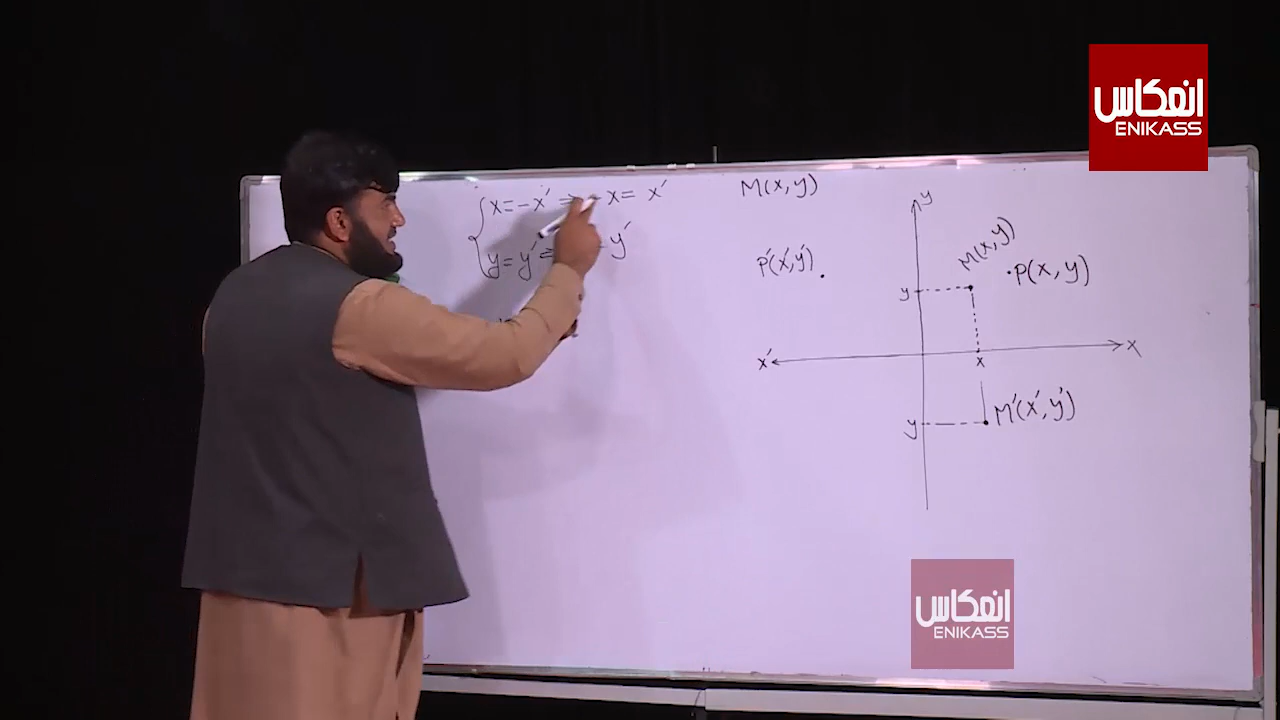 انعکاس
ENIKASS
x=-x' ⇒ -x= x'
M(x,y)
y= y' = y'
P'(x',y')
y
M(x,y)
P(x,y)
y
x'
x
x
y
M'(x',y')
انعکاس
ENIKASS